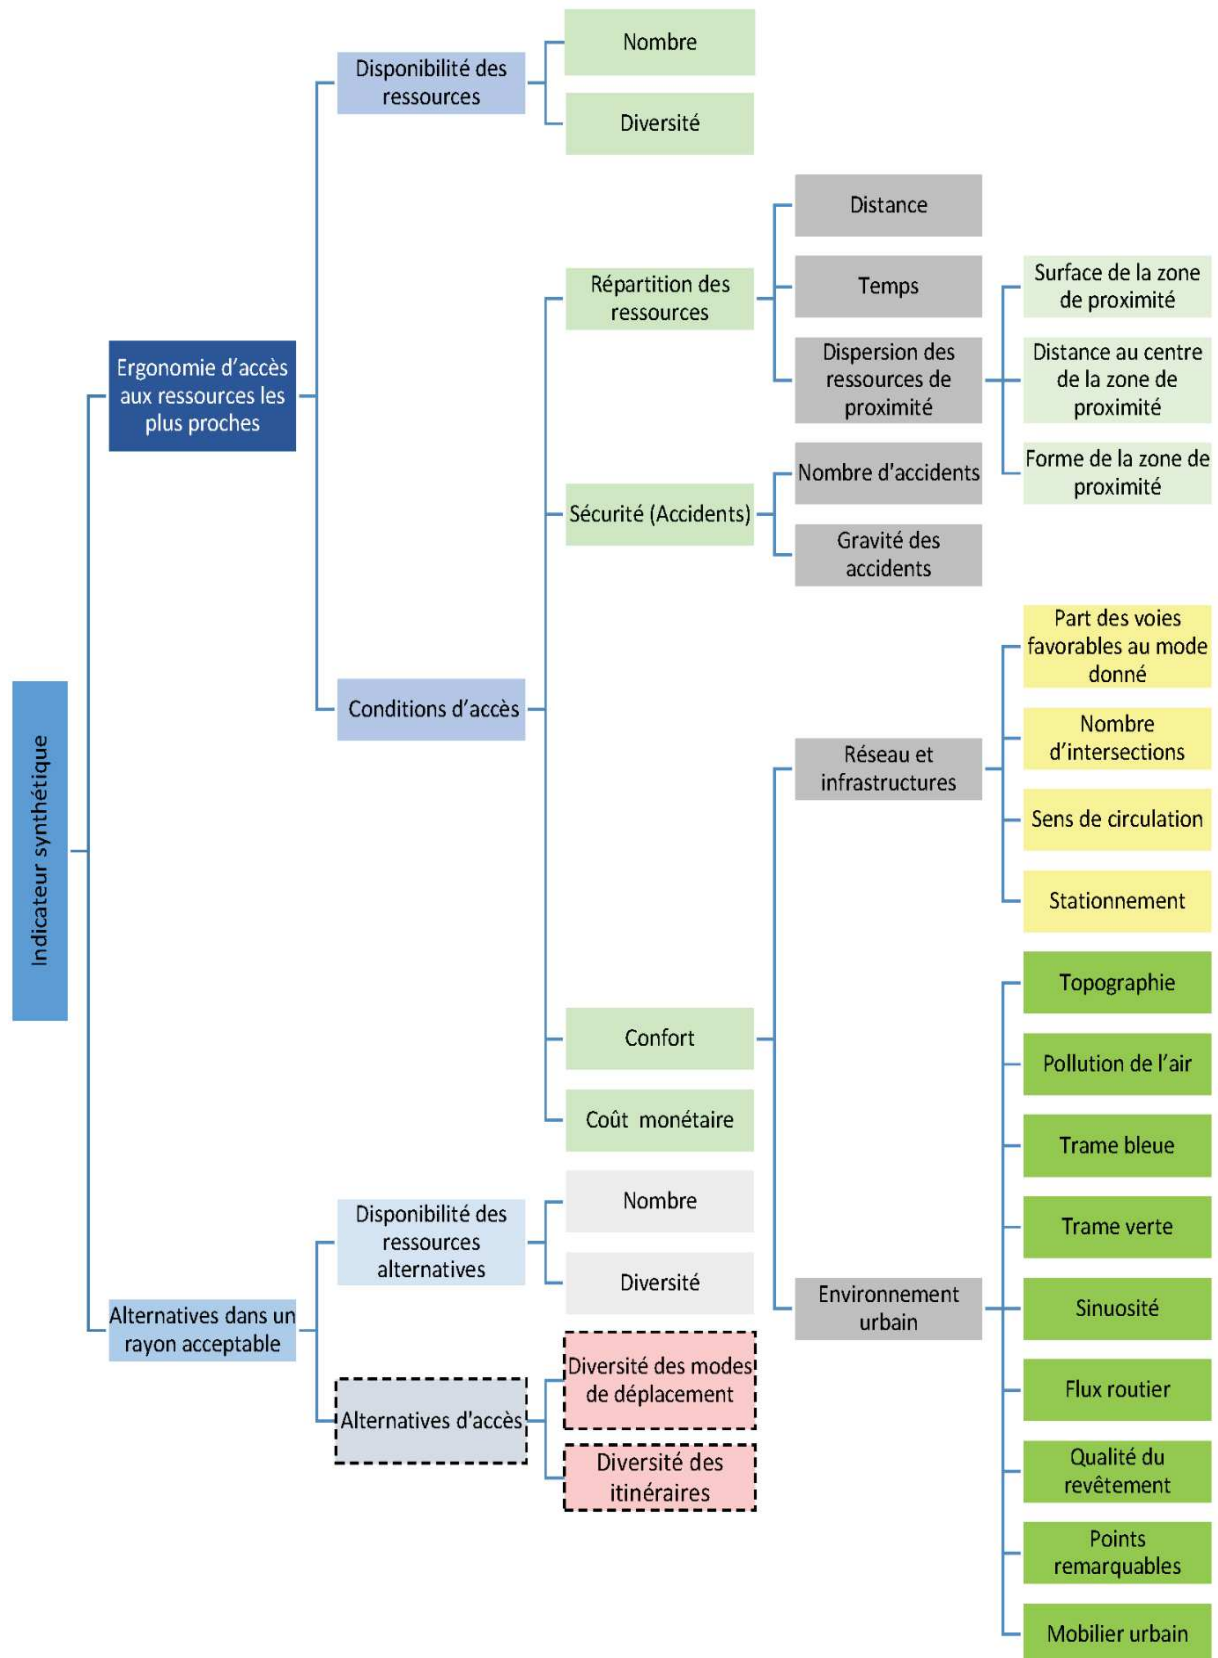 Indicateur synthétique
Ergonomie d'accès
aux ressources les
plus proches
Disponibilité des
ressources
Nombre
Diversité
Conditions d'accès
Répartition des
ressources
Distance
Temps
Dispersion des
ressources de
proximité
Surface de la zone
de proximité
Distance au centre
de la zone de
proximité
Forme de la zone de
proximité
Sécurité (Accidents)
Nombre d'accidents
Gravité des
accidents
Confort
Réseau et
infrastructures
Part des voies
favorables au mode
donné
Nombre
d'intersections
Sens de circulation
Stationnement
Environnement
urbain
Topographie
Pollution de l'air
Trame bleue
Trame verte
Sinuosité
Flux routier
Qualité du
revêtement
Points
remarquables
Mobilier urbain
Coût monétaire
Alternatives dans un
rayon acceptable
Disponibilité des
ressources
alternatives
Nombre
Diversité
Alternatives d'accès
Diversité des modes
de déplacement
Diversité des
itinéraires